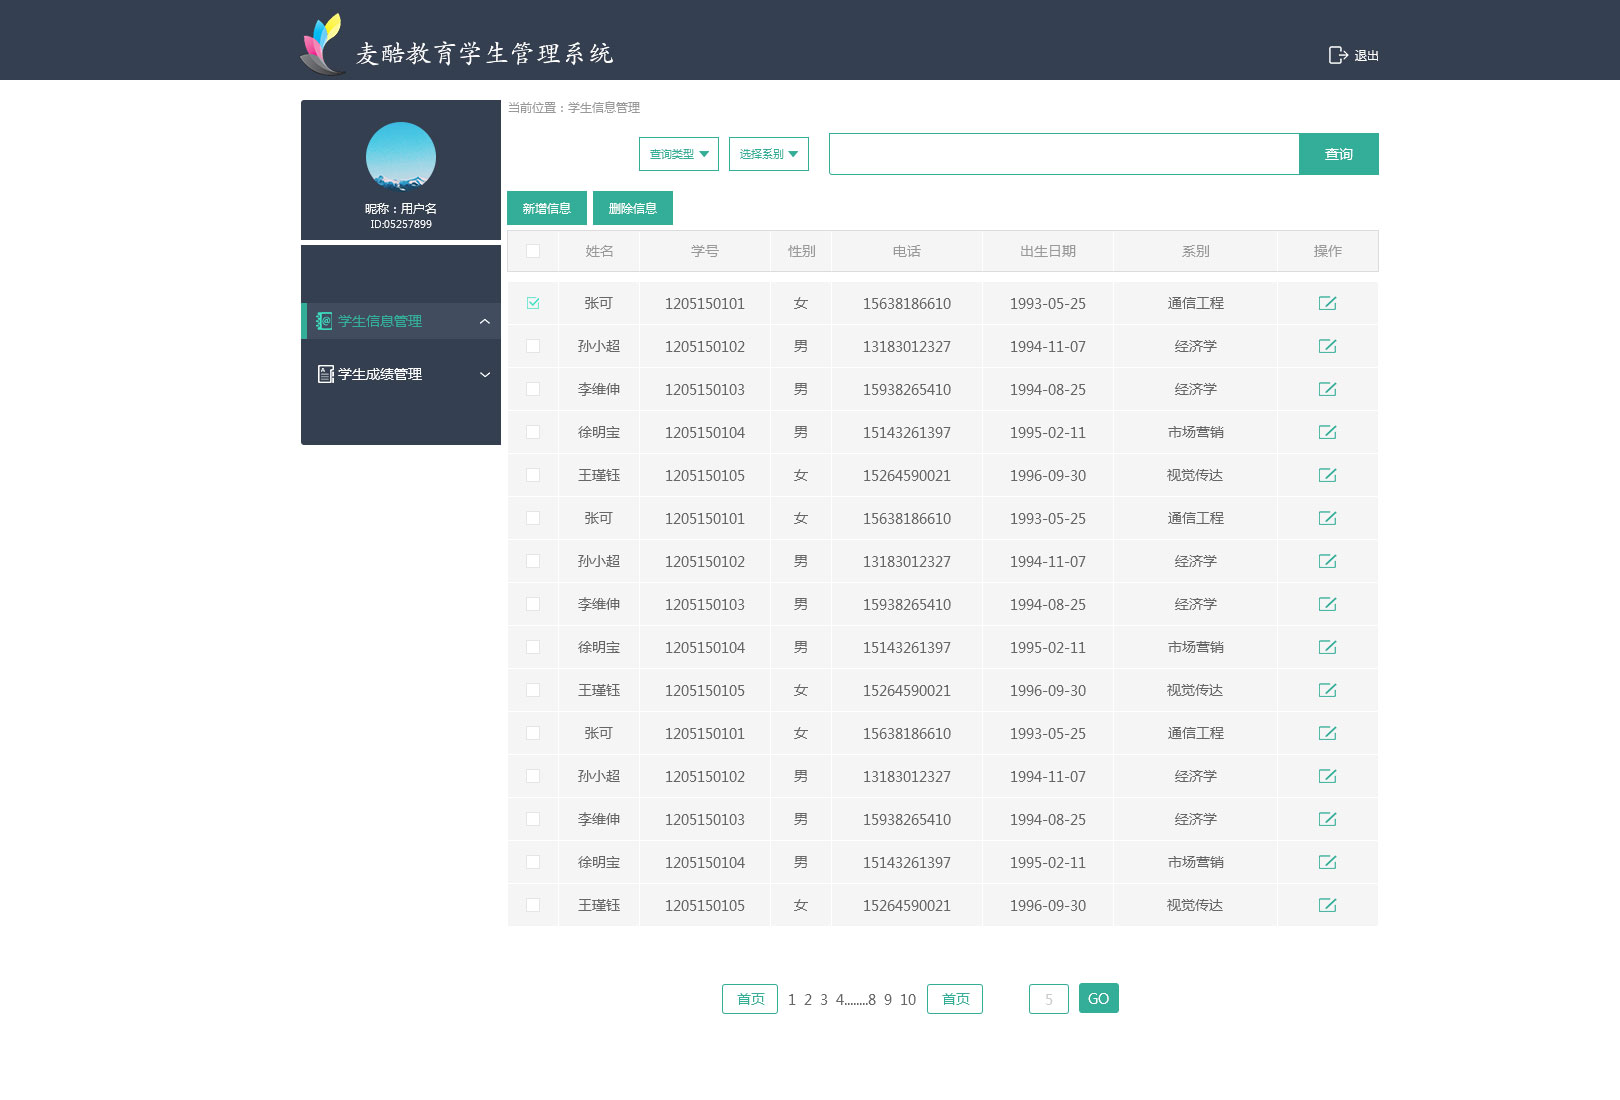 麦酷教育学生管理系统
退出
昵称：用户名
ID:05257899
学生信息管理
学生成绩管理
当前位置：学生信息管理
查询类型 选择系别 查询
新增信息 删除信息
姓名 学号 性别 电话 出生日期 系别 操作
张可 1205150101 女 15638186610 1993-05-25 通信工程
孙小超 1205150102 男 13183012327 1994-11-07 经济学
李维伸 1205150103 男 15938265410 1994-08-25 经济学
徐明宝 1205150104 男 15143261397 1995-02-11 市场营销
王瑾钰 1205150105 女 15264590021 1996-09-30 视觉传达
张可 1205150101 女 15638186610 1993-05-25 通信工程
孙小超 1205150102 男 13183012327 1994-11-07 经济学
李维伸 1205150103 男 15938265410 1994-08-25 经济学
徐明宝 1205150104 男 15143261397 1995-02-11 市场营销
王瑾钰 1205150105 女 15264590021 1996-09-30 视觉传达
张可 1205150101 女 15638186610 1993-05-25 通信工程
孙小超 1205150102 男 13183012327 1994-11-07 经济学
李维伸 1205150103 男 15938265410 1994-08-25 经济学
徐明宝 1205150104 男 15143261397 1995-02-11 市场营销
王瑾钰 1205150105 女 15264590021 1996-09-30 视觉传达
首页 1 2 3 4........8 9 10 首页 5 GO